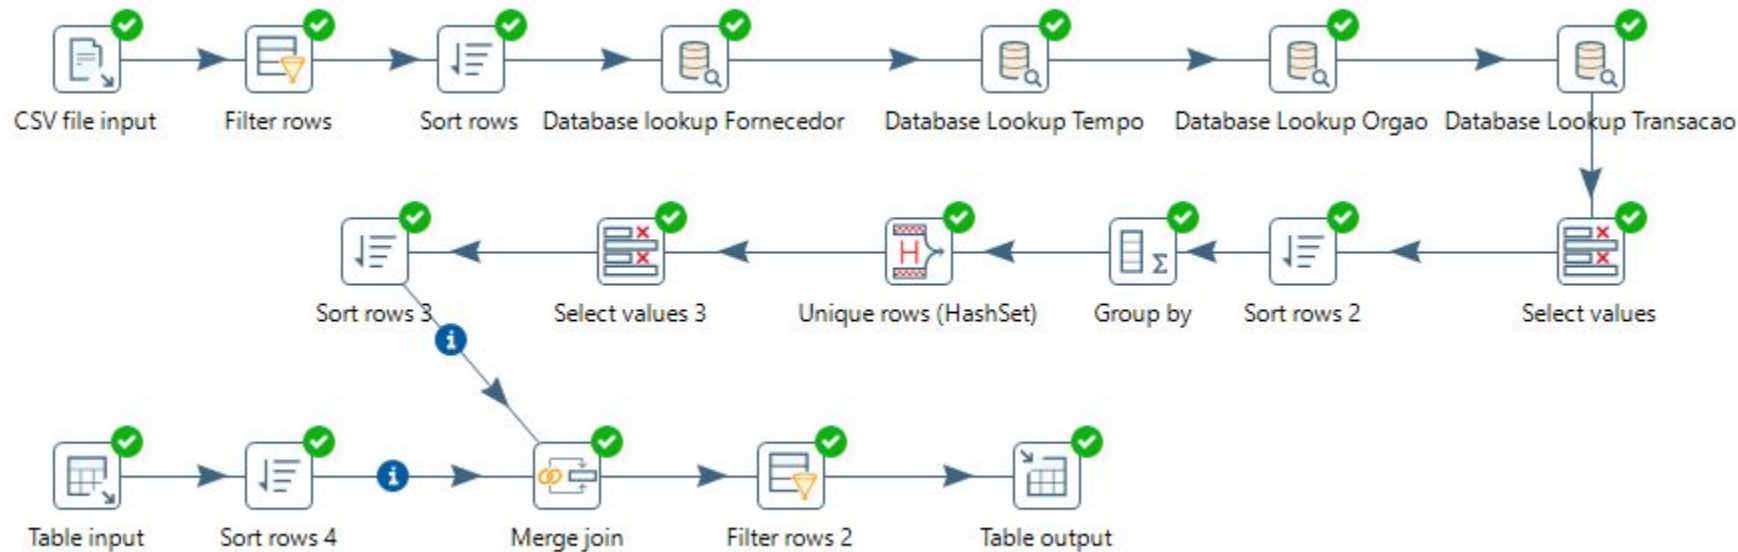 CSV file input
Filter rows
Sort rows
Database lookup Fornecedor
Database Lookup Tempo
Database Lookup Orgao
Database Lookup Transacao
Sort rows 3
Select values 3
Unique rows (HashSet)
Group by
Sort rows 2
Select values
Table input
Sort rows 4
Merge join
Filter rows 2
Table output